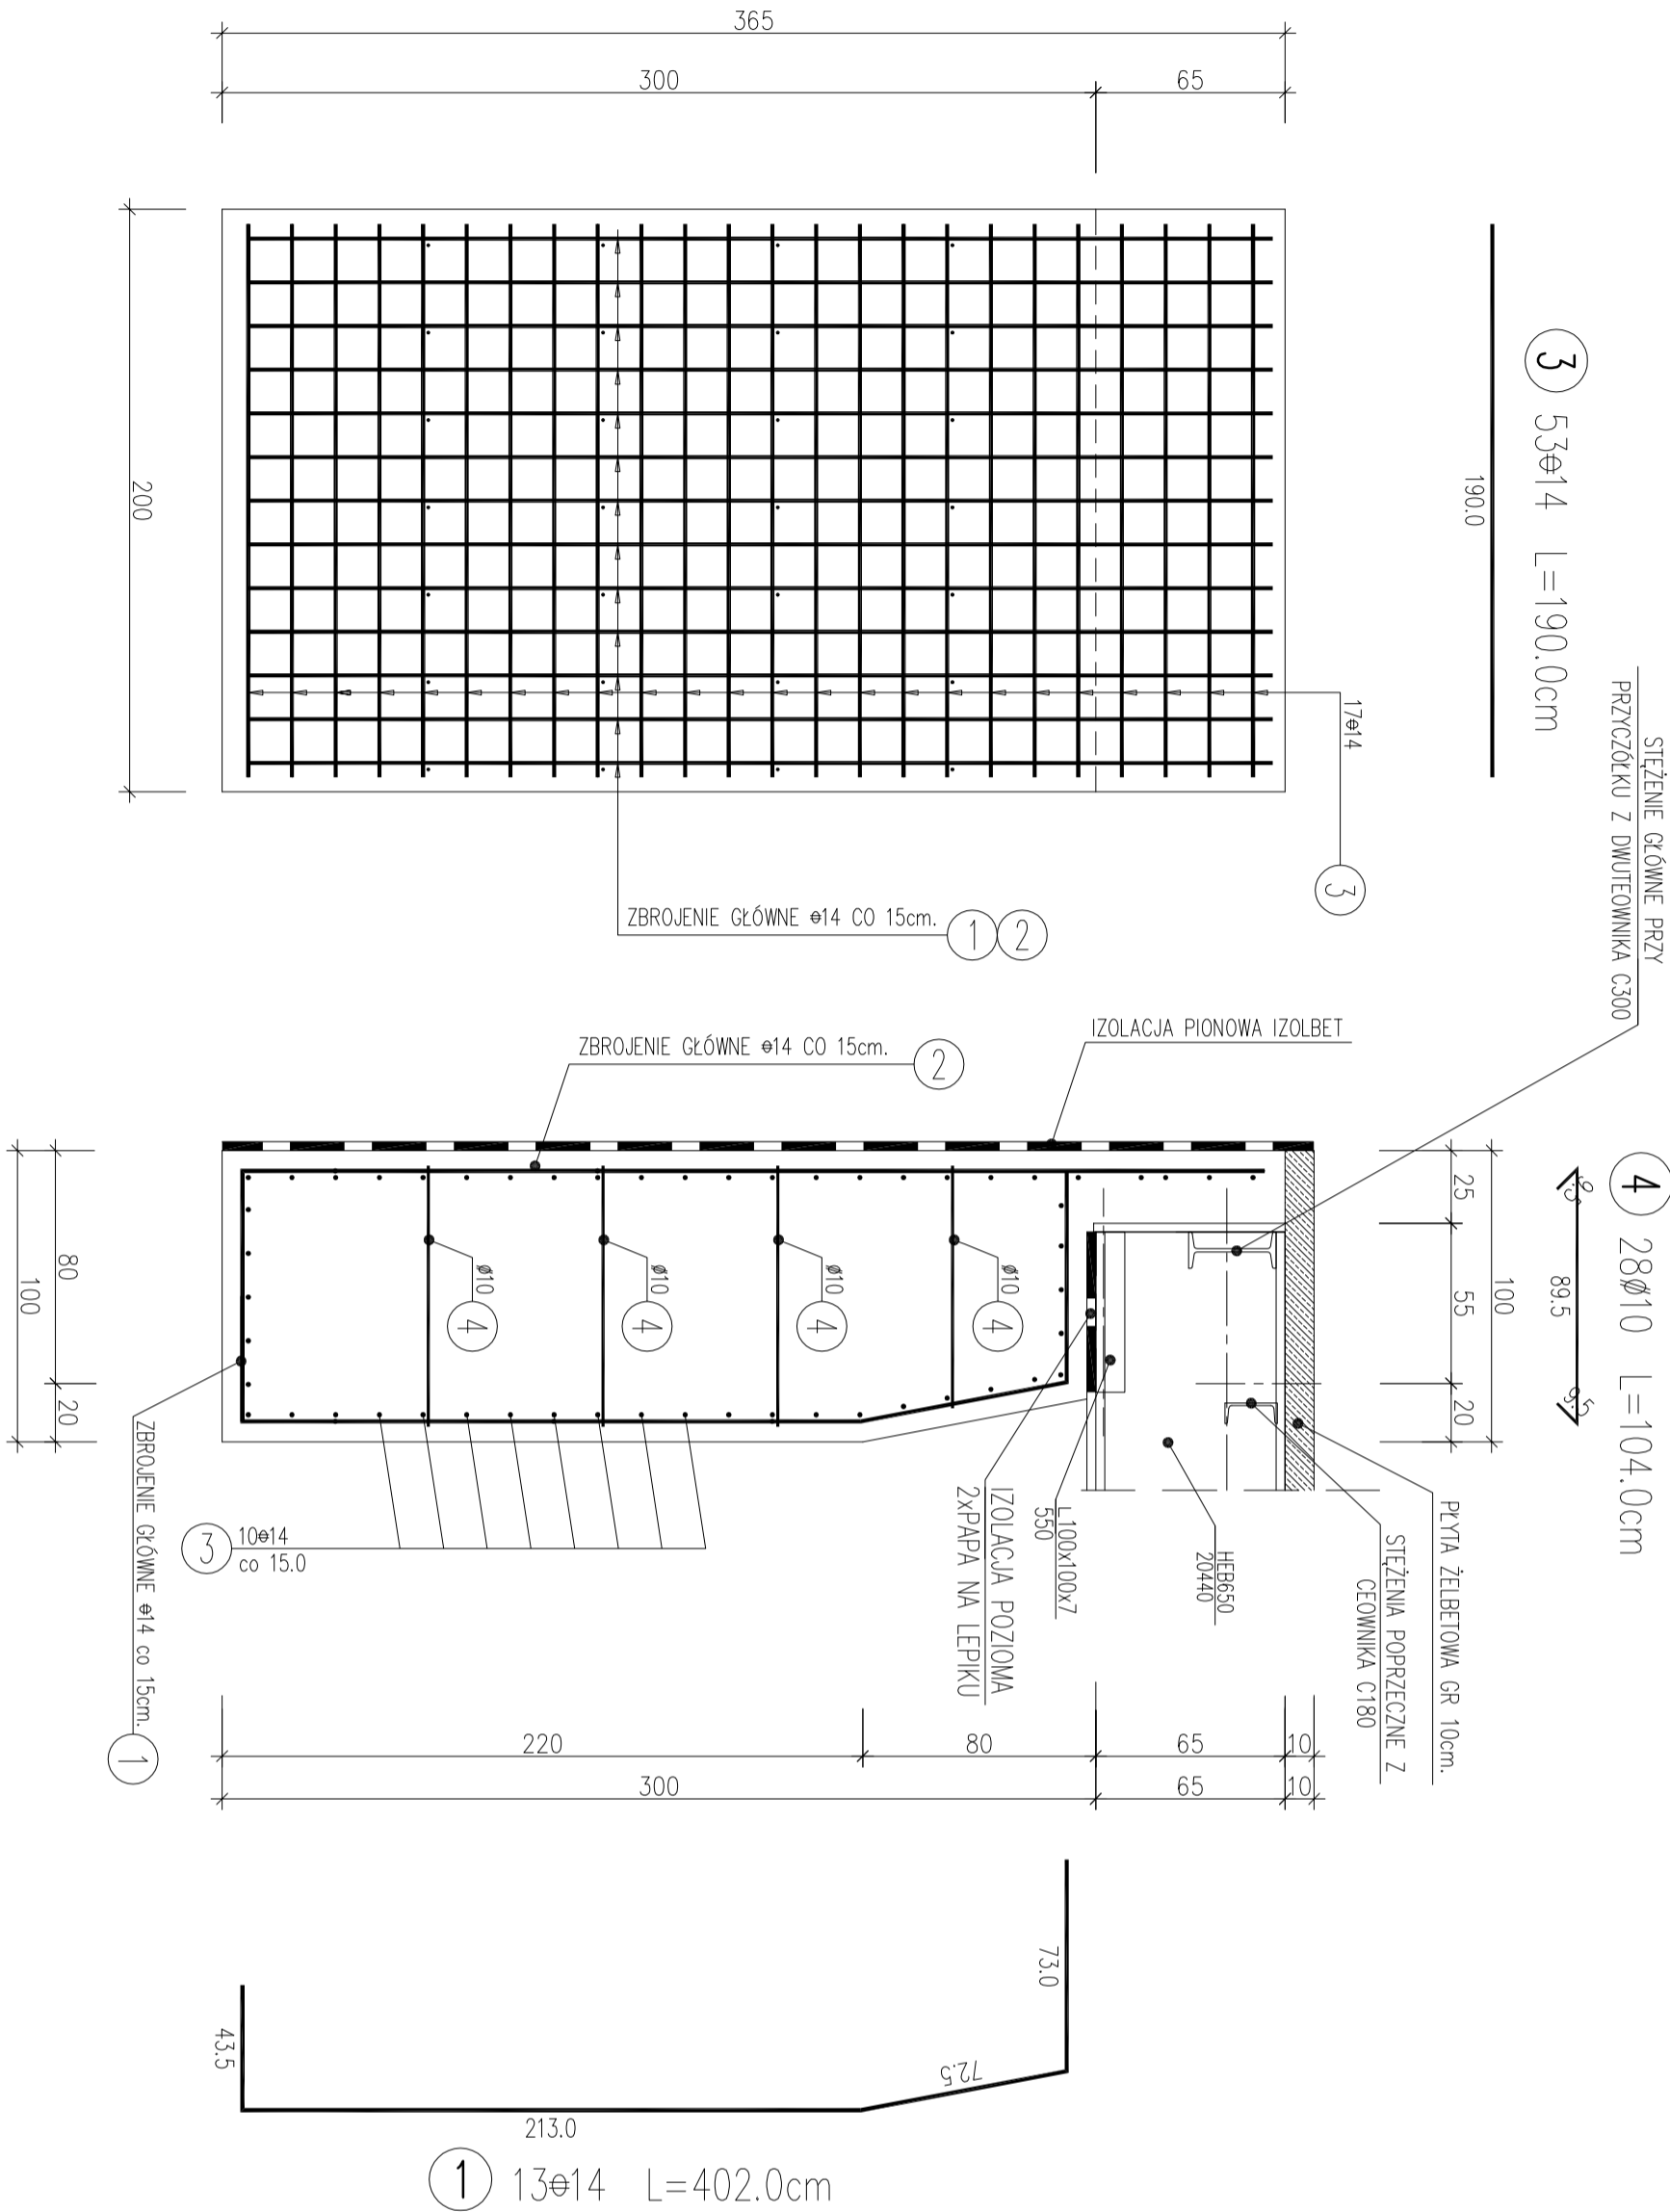 365
300
65
200
190.0
3 53⌀14 L=190.0cm
17⌀14
3
ZBROJENIE GŁÓWNE ⌀14 CO 15cm.
1 2
STĘŻENIE GŁÓWNE PRZY
PRZYCZÓŁKU Z DWUTEOWNIKA C300
ZBROJENIE GŁÓWNE ⌀14 CO 15cm.
2
IZOLACJA PIONOWA IZOLBET
4 28⌀10 L=104.0cm
9.5
89.5
9.5
25
55
20
100
80
20
100
⌀10
4
⌀10
4
⌀10
4
⌀10
4
ZBROJENIE GŁÓWNE ⌀14 co 15cm.
1
3
10⌀14
co 15.0
IZOLACJA POZIOMA
2xPAPA NA LEPIKU
L100x100x7
550
HEB650
20440
STĘŻENIA POPRZECZNE Z
CEOWNIKA C180
PŁYTA ŻELBETOWA GR 10cm.
220
80
65
10
300
65
10
73.0
72.5
43.5
213.0
1 13⌀14 L=402.0cm